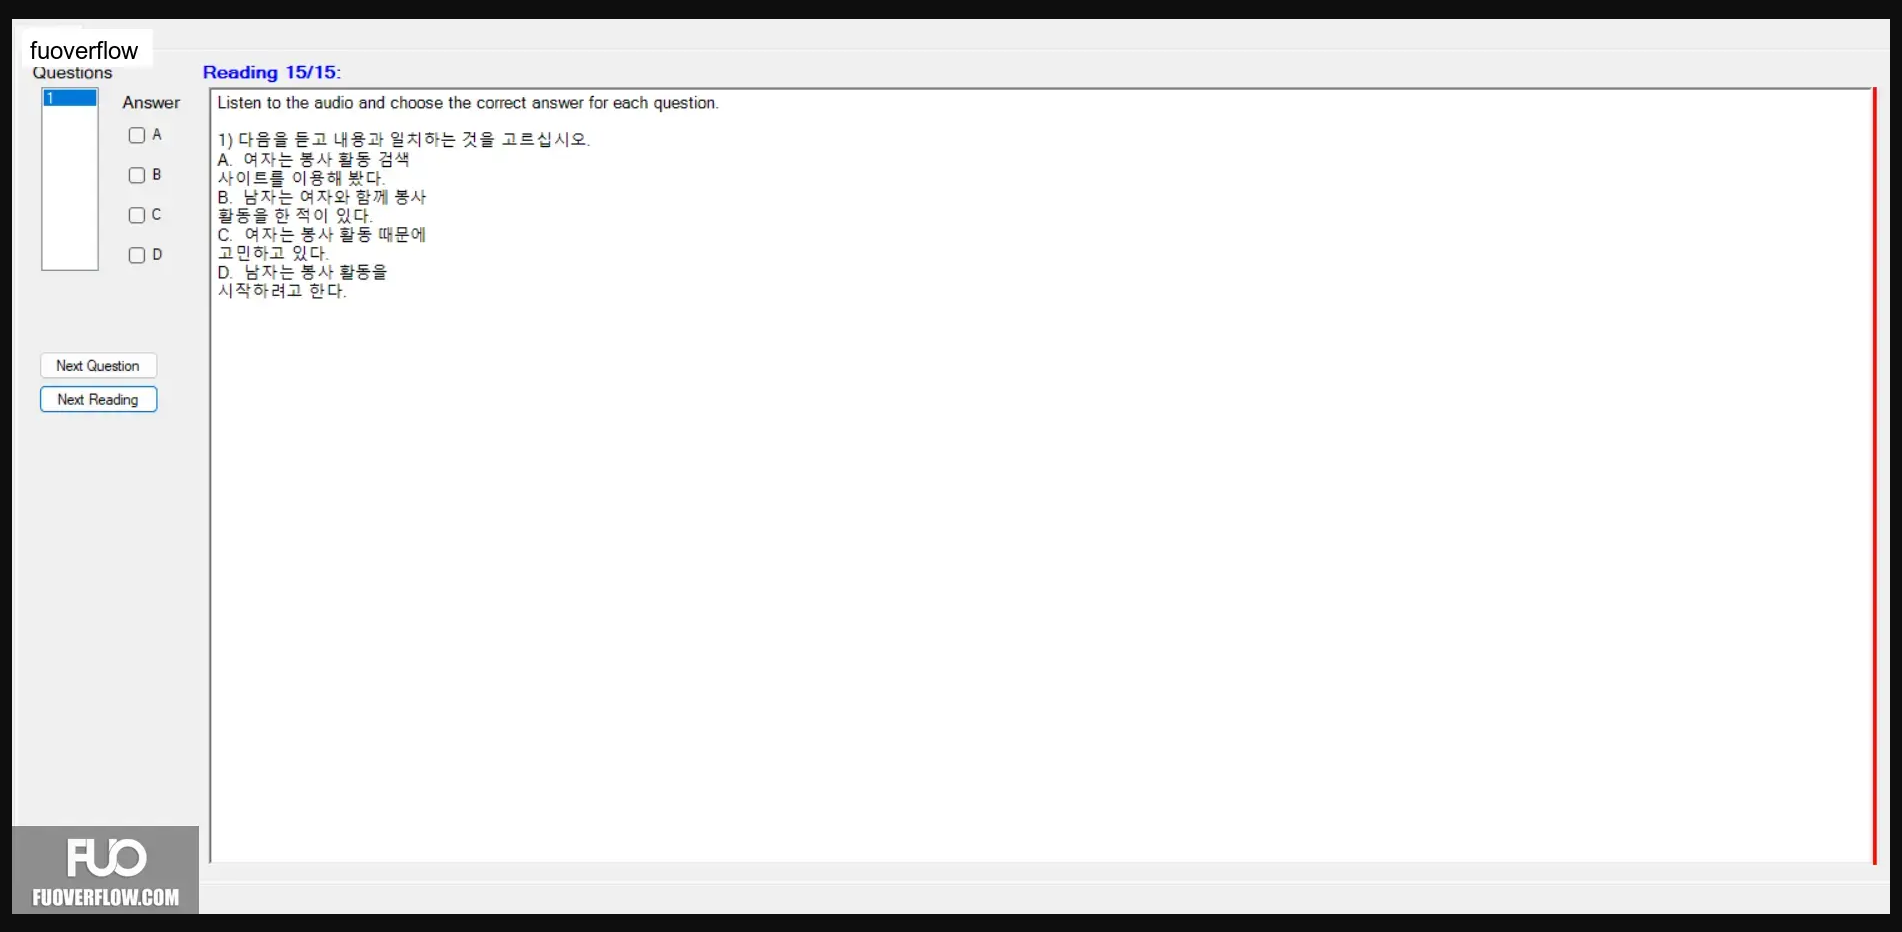 fuoverflow
Questions
Reading 15/15:
1
Answer
A
B
C
D
Listen to the audio and choose the correct answer for each question.
1) 다음을 듣고 내용과 일치하는 것을 고르십시오.
A. 여자는 봉사 활동 검색
사이트를 이용해 봤다.
B. 남자는 여자와 함께 봉사
활동을 한 적이 있다.
C. 여자는 봉사 활동 때문에
고민하고 있다.
D. 남자는 봉사 활동을
시작하려고 한다.
Next Question
Next Reading
FUO
FUOVERFLOW.COM